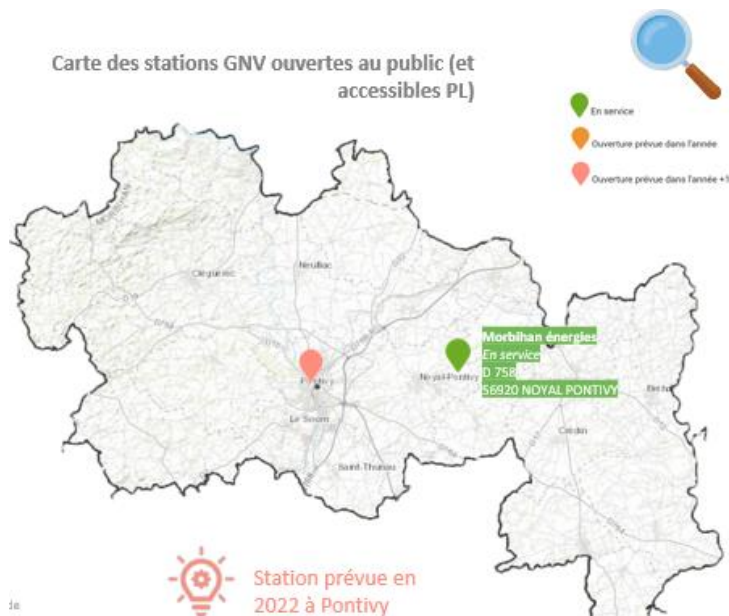 Carte des stations GNV ouvertes au public (et
accessibles PL)
En service
Ouverture prévue dans l'année
Ouverture prévue dans l'année +1
Neulliac
Cléguérec
Morbihan énergies
En service
D 758
56920 NOYAL PONTIVY
Noyal-Pontivy
Pontivy
Le Sourn
Crédin
Saint-Thuriau
Station prévue en
2022 à Pontivy
de